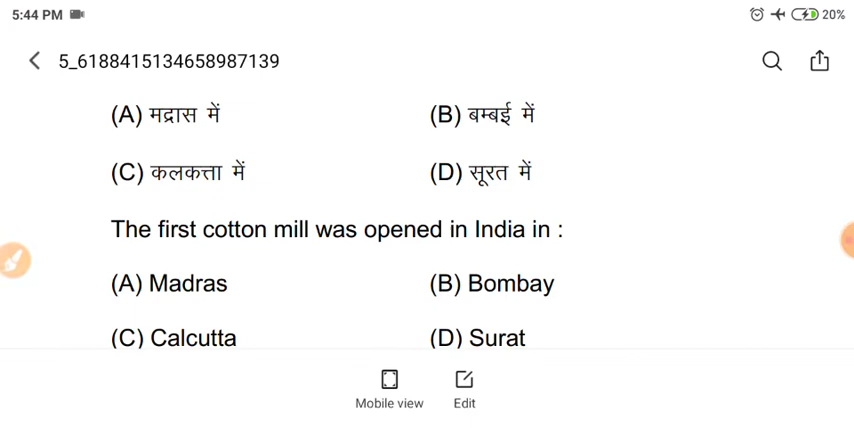 5:44 PM 20%
5_6188415134658987139
(A) मद्रास में (B) बम्बई में
(C) कलकत्ता में (D) सूरत में
The first cotton mill was opened in India in :
(A) Madras (B) Bombay
(C) Calcutta (D) Surat
Mobile view Edit